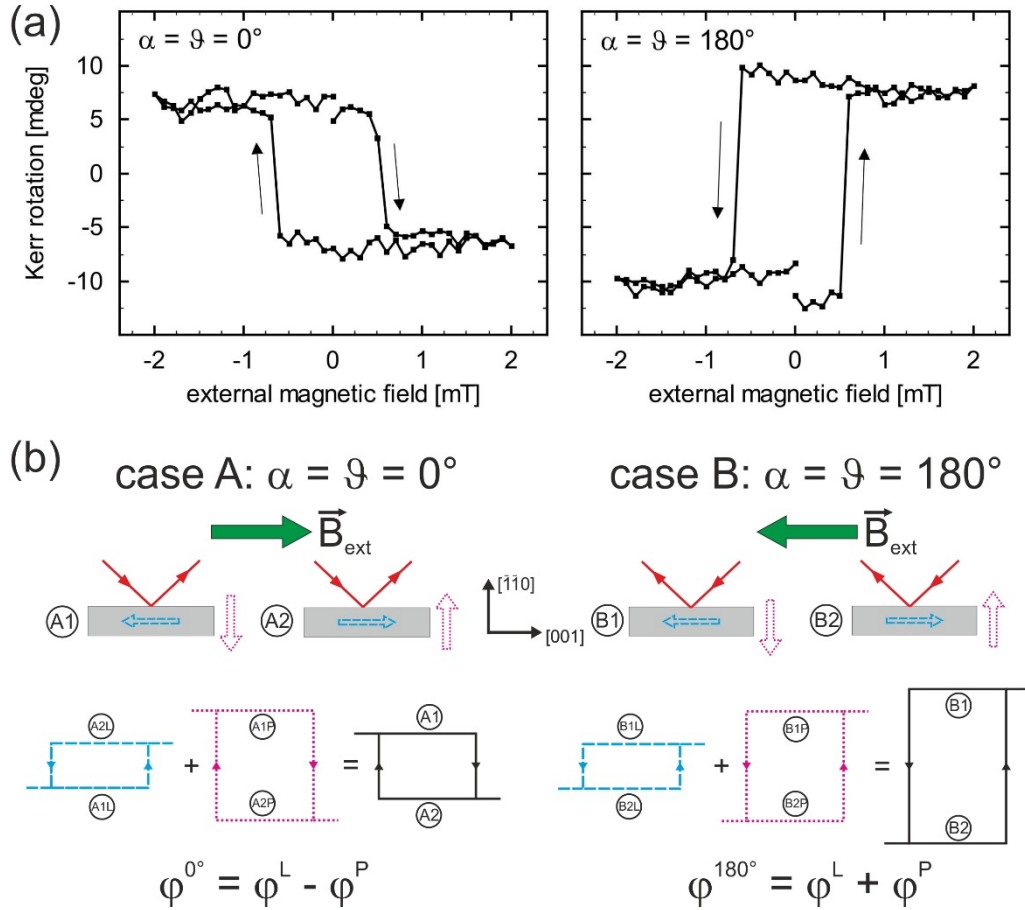 (a)
α = ϑ = 0°
α = ϑ = 180°
Kerr rotation [mdeg]
10
5
0
-5
-10
-2 -1 0 1 2
-2 -1 0 1 2
external magnetic field [mT]
external magnetic field [mT]
(b)
case A: α = ϑ = 0°
case B: α = ϑ = 180°
B ext
B ext
[1̄1̄0]
[001]
A1
A2
B1
B2
A2L
A1L
+
A1P
A2P
=
A1
A2
B1L
B2L
+
B1P
B2P
=
B1
B2
φ0° = φL - φP
φ180° = φL + φP